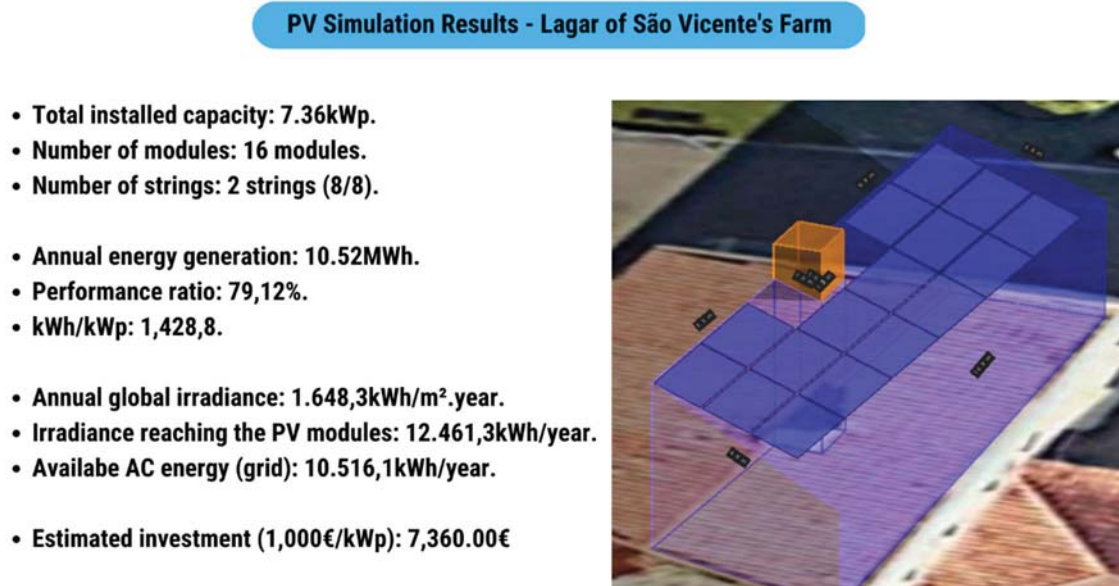 PV Simulation Results - Lagar of São Vicente's Farm
• Total installed capacity: 7.36kWp.
• Number of modules: 16 modules.
• Number of strings: 2 strings (8/8).
• Annual energy generation: 10.52MWh.
• Performance ratio: 79,12%.
• kWh/kWp: 1,428,8.
• Annual global irradiance: 1.648,3kWh/m².year.
• Irradiance reaching the PV modules: 12.461,3kWh/year.
• Availabe AC energy (grid): 10.516,1kWh/year.
• Estimated investment (1,000€/kWp): 7,360.00€